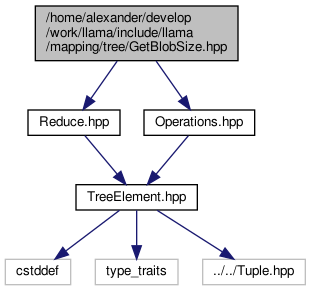 /home/alexander/develop
/work/llama/include/llama
/mapping/tree/GetBlobSize.hpp
Reduce.hpp
Operations.hpp
TreeElement.hpp
cstddef
type_traits
../../Tuple.hpp